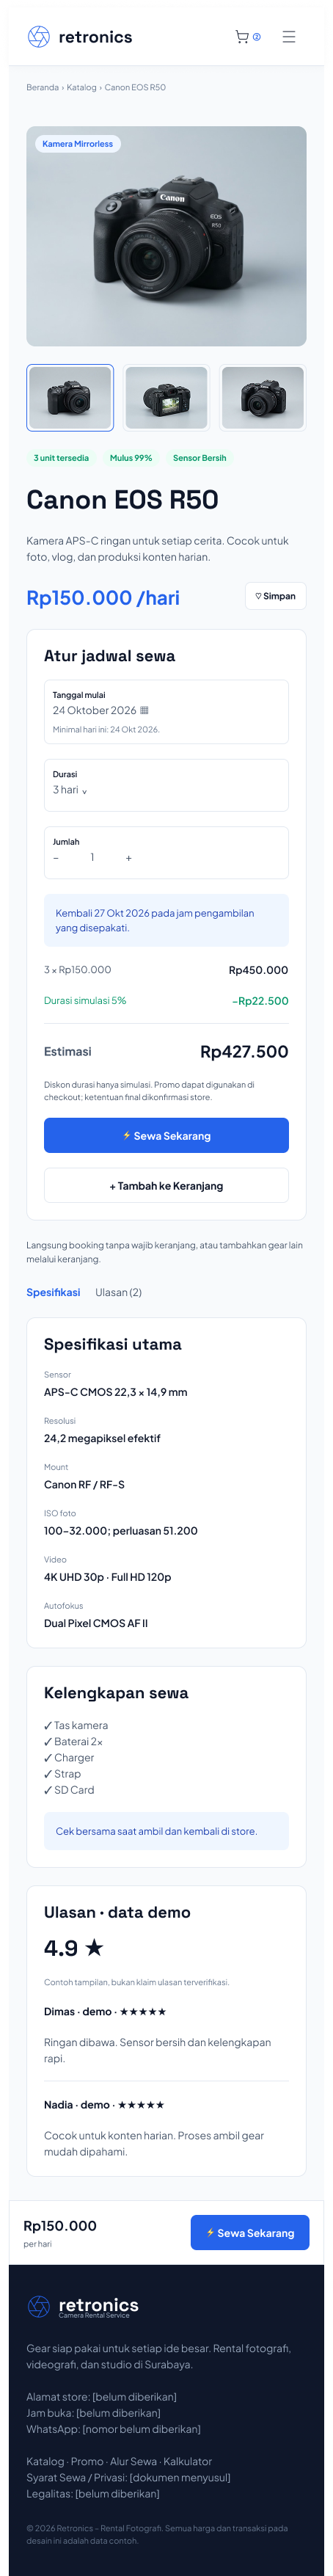 retronics
2
Beranda › Katalog › Canon EOS R50
Kamera Mirrorless
EOS
R50
3 unit tersedia
Mulus 99%
Sensor Bersih
Canon EOS R50
Kamera APS-C ringan untuk setiap cerita. Cocok untuk
foto, vlog, dan produksi konten harian.
Rp150.000 /hari
♡ Simpan
Atur jadwal sewa
Tanggal mulai
24 Oktober 2026
Minimal hari ini: 24 Okt 2026.
Durasi
3 hari
Jumlah
− 1 +
Kembali 27 Okt 2026 pada jam pengambilan
yang disepakati.
3 × Rp150.000 Rp450.000
Durasi simulasi 5% −Rp22.500
Estimasi Rp427.500
Diskon durasi hanya simulasi. Promo dapat digunakan di
checkout; ketentuan final dikonfirmasi store.
⚡ Sewa Sekarang
+ Tambah ke Keranjang
Langsung booking tanpa wajib keranjang, atau tambahkan gear lain
melalui keranjang.
Spesifikasi
Ulasan (2)
Spesifikasi utama
Sensor
APS-C CMOS 22,3 × 14,9 mm
Resolusi
24,2 megapiksel efektif
Mount
Canon RF / RF-S
ISO foto
100–32.000; perluasan 51.200
Video
4K UHD 30p · Full HD 120p
Autofokus
Dual Pixel CMOS AF II
Kelengkapan sewa
✓ Tas kamera
✓ Baterai 2×
✓ Charger
✓ Strap
✓ SD Card
Cek bersama saat ambil dan kembali di store.
Ulasan · data demo
4.9 ★
Contoh tampilan, bukan klaim ulasan terverifikasi.
Dimas · demo · ★★★★★
Ringan dibawa. Sensor bersih dan kelengkapan
rapi.
Nadia · demo · ★★★★★
Cocok untuk konten harian. Proses ambil gear
mudah dipahami.
Rp150.000
per hari
⚡ Sewa Sekarang
retronics
Camera Rental Service
Gear siap pakai untuk setiap ide besar. Rental fotografi,
videografi, dan studio di Surabaya.
Alamat store: [belum diberikan]
Jam buka: [belum diberikan]
WhatsApp: [nomor belum diberikan]
Katalog · Promo · Alur Sewa · Kalkulator
Syarat Sewa / Privasi: [dokumen menyusul]
Legalitas: [belum diberikan]
© 2026 Retronics – Rental Fotografi. Semua harga dan transaksi pada
desain ini adalah data contoh.